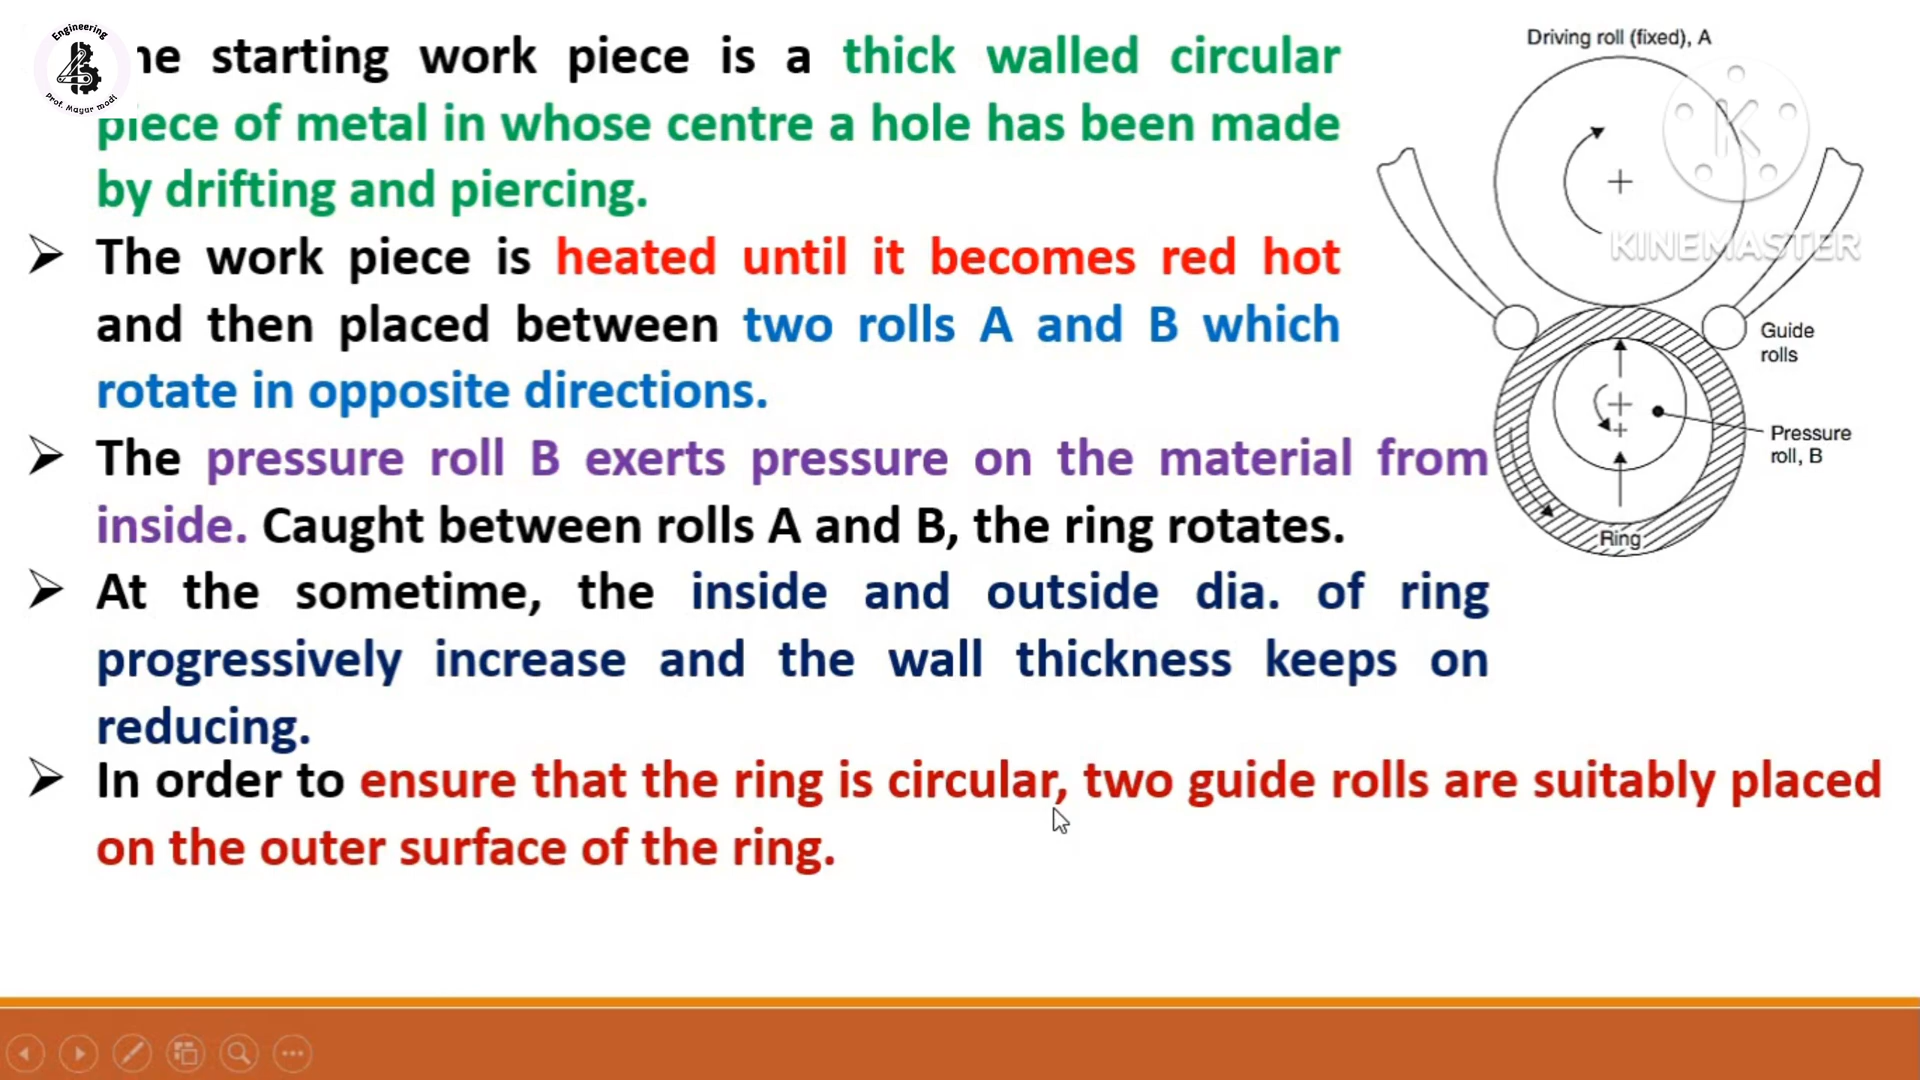 Engineering
Prof. Mayur modi
he starting work piece is a thick walled circular
piece of metal in whose centre a hole has been made
by drifting and piercing.
➢ The work piece is heated until it becomes red hot
and then placed between two rolls A and B which
rotate in opposite directions.
➢ The pressure roll B exerts pressure on the material from
inside. Caught between rolls A and B, the ring rotates.
➢ At the sometime, the inside and outside dia. of ring
progressively increase and the wall thickness keeps on
reducing.
➢ In order to ensure that the ring is circular, two guide rolls are suitably placed
on the outer surface of the ring.
Driving roll (fixed), A
K
KINEMASTER
Guide
rolls
Pressure
roll, B
Ring